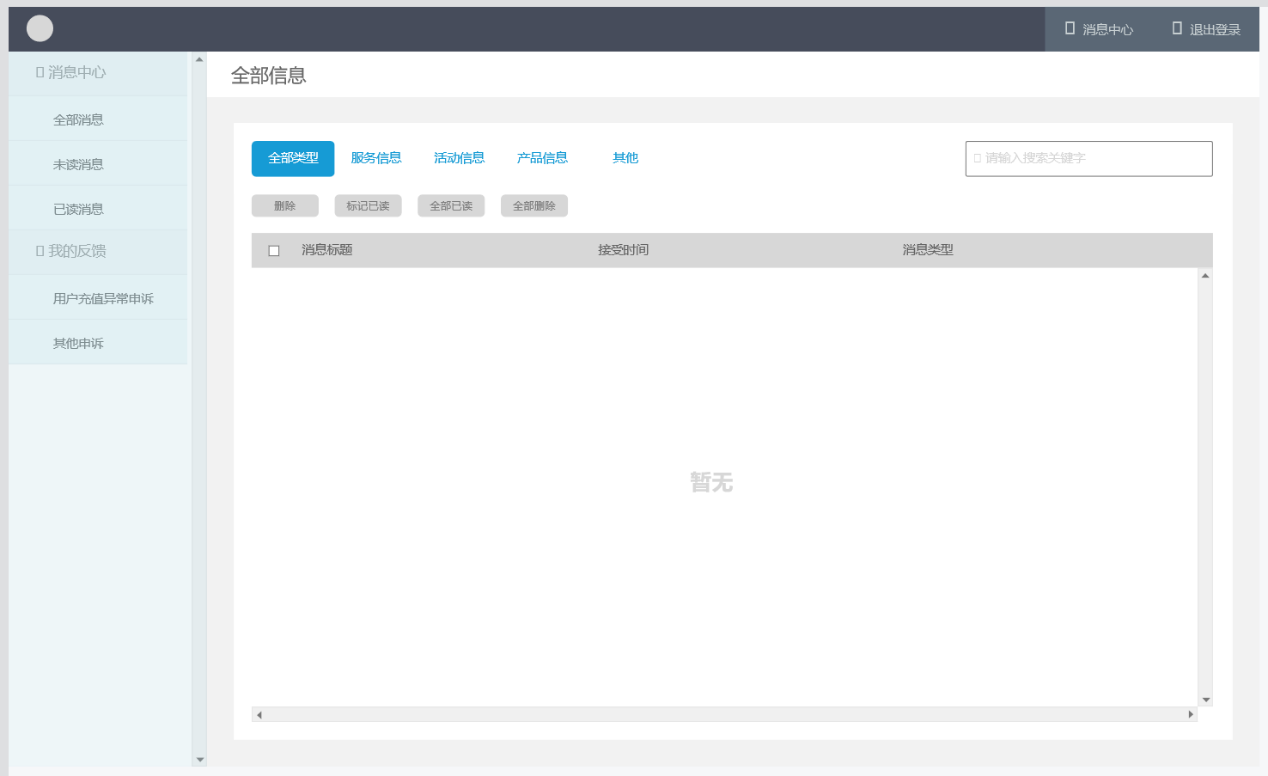 消息中心 退出登录
消息中心
全部信息
全部消息
未读消息
已读消息
我的反馈
用户充值异常申诉
其他申诉
全部类型 服务信息 活动信息 产品信息 其他 请输入搜索关键字
删除 标记已读 全部已读 全部删除
消息标题 接受时间 消息类型
暂无